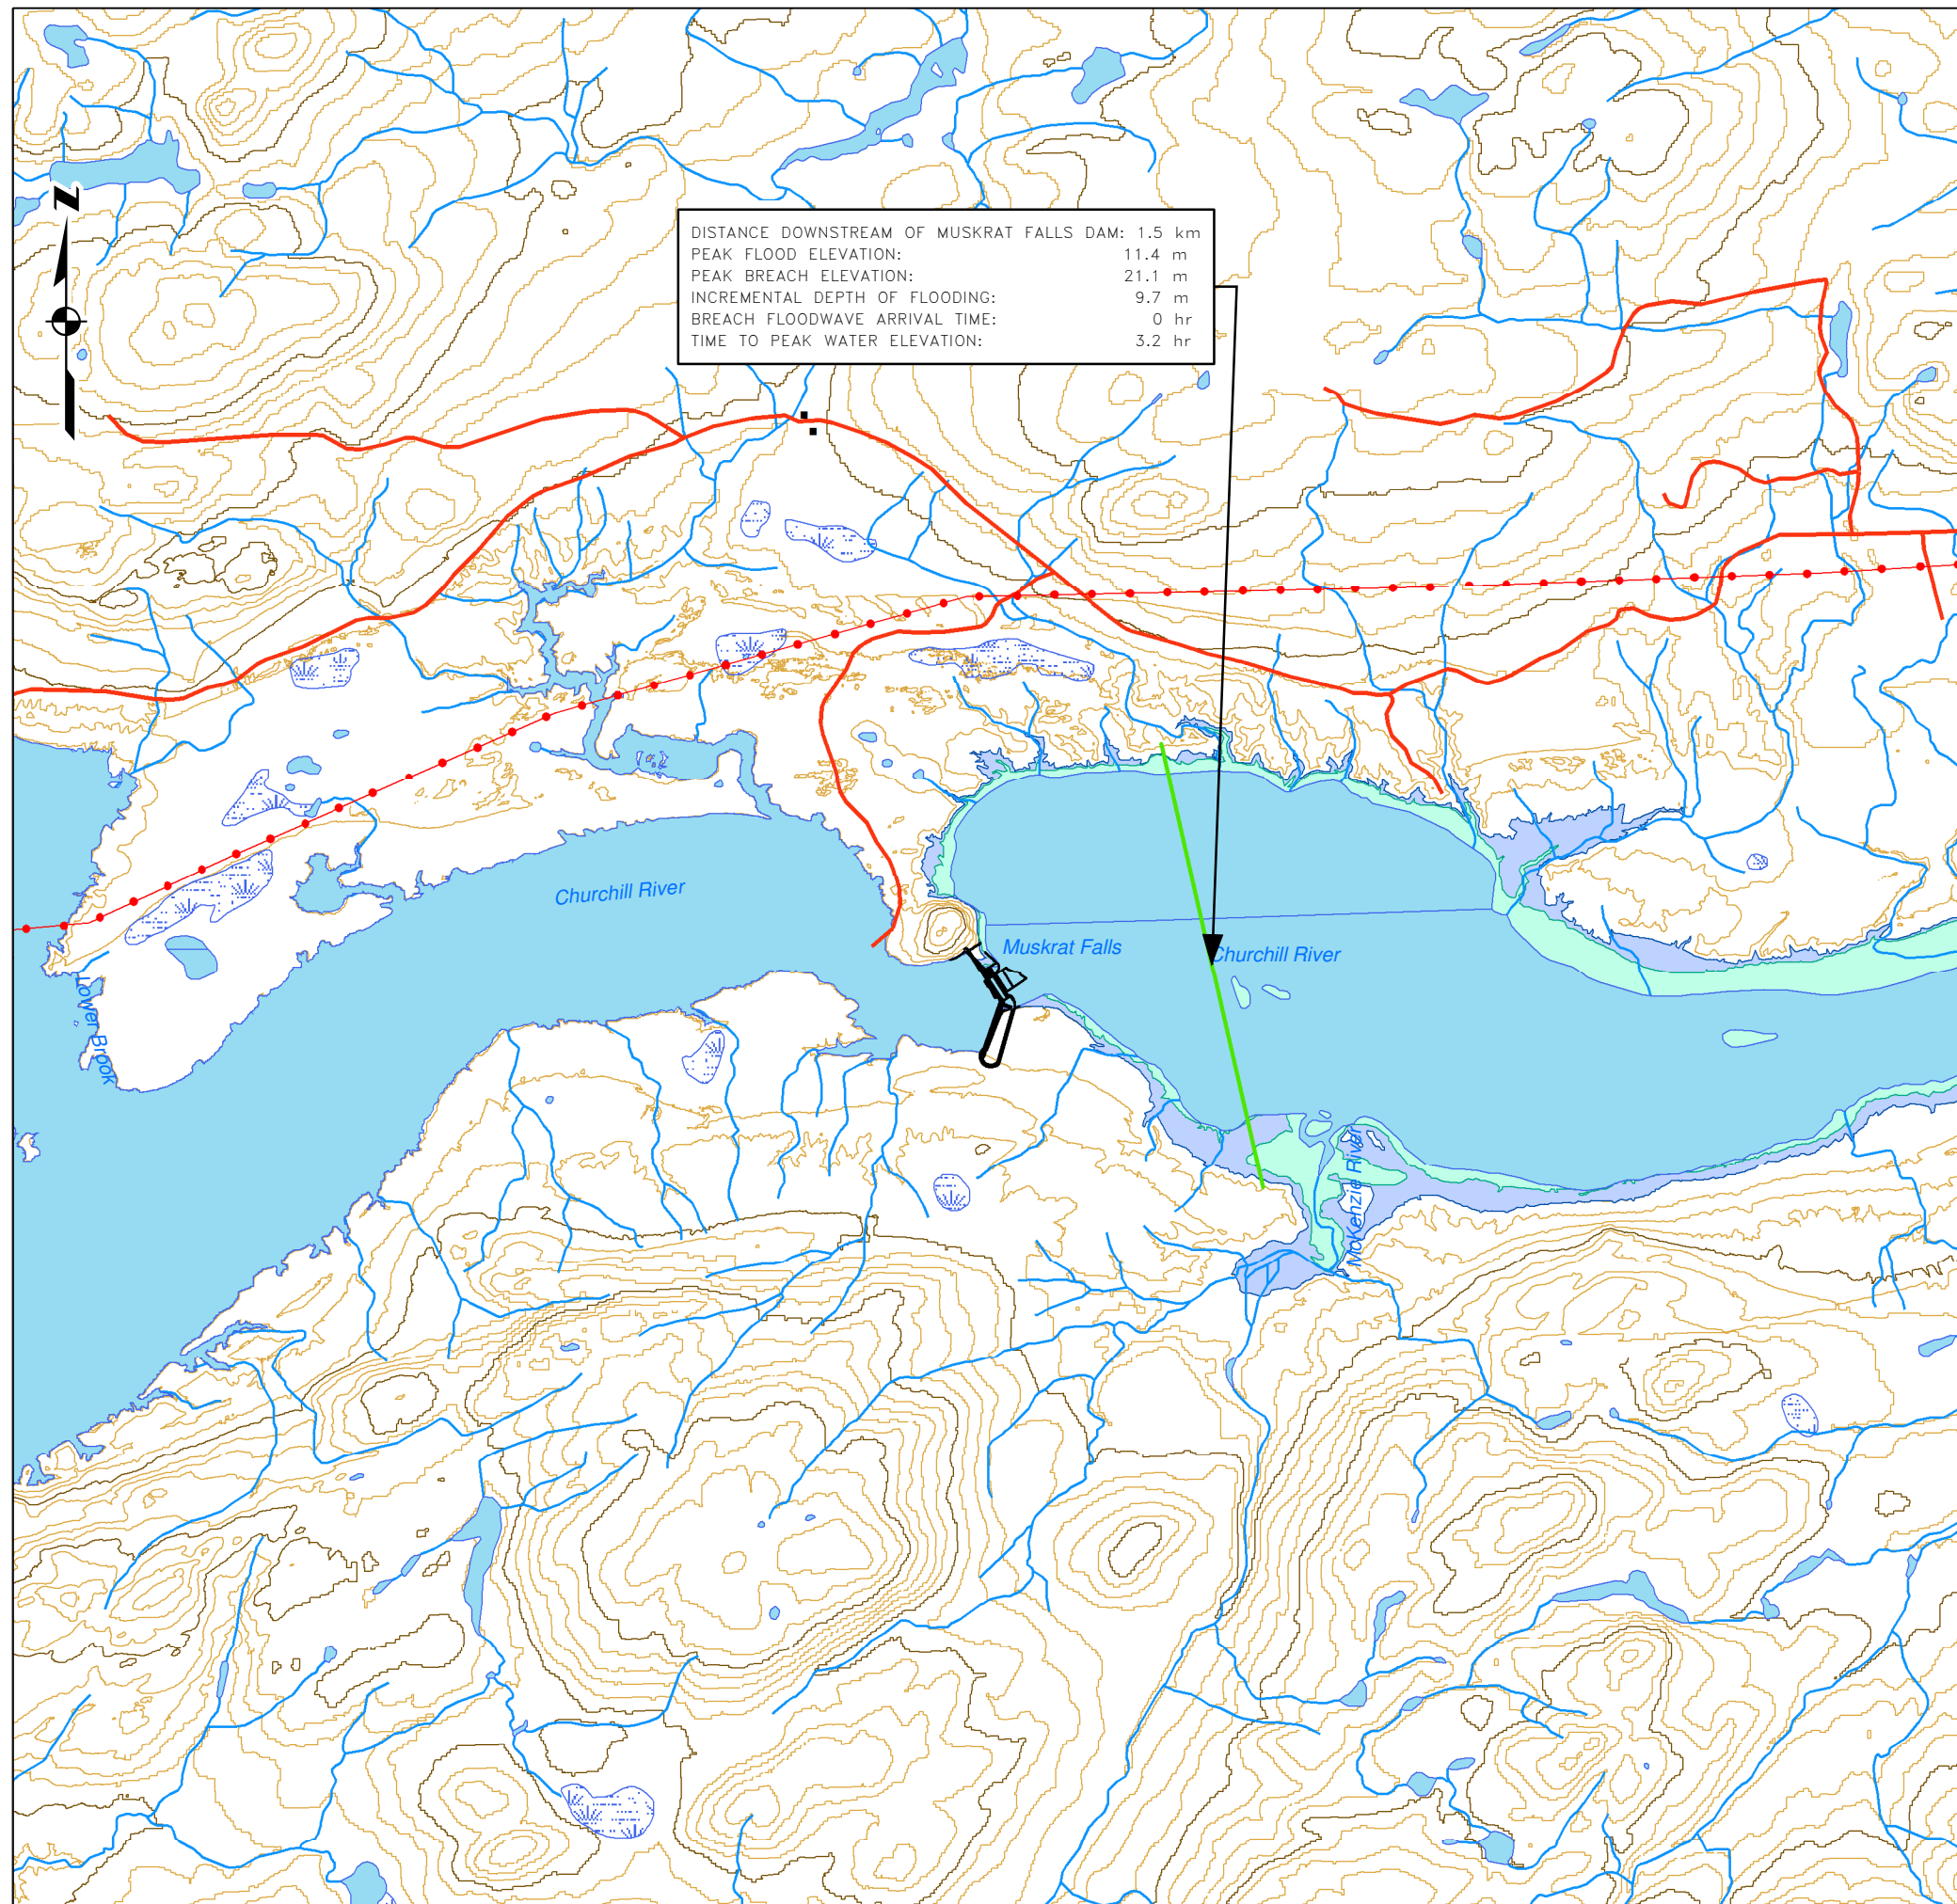 N
DISTANCE DOWNSTREAM OF MUSKRAT FALLS DAM: 1.5 km
PEAK FLOOD ELEVATION: 11.4 m
PEAK BREACH ELEVATION: 21.1 m
INCREMENTAL DEPTH OF FLOODING: 9.7 m
BREACH FLOODWAVE ARRIVAL TIME: 0 hr
TIME TO PEAK WATER ELEVATION: 3.2 hr
Churchill River
Muskrat Falls
Churchill River
Lower Brook
McKenzie River